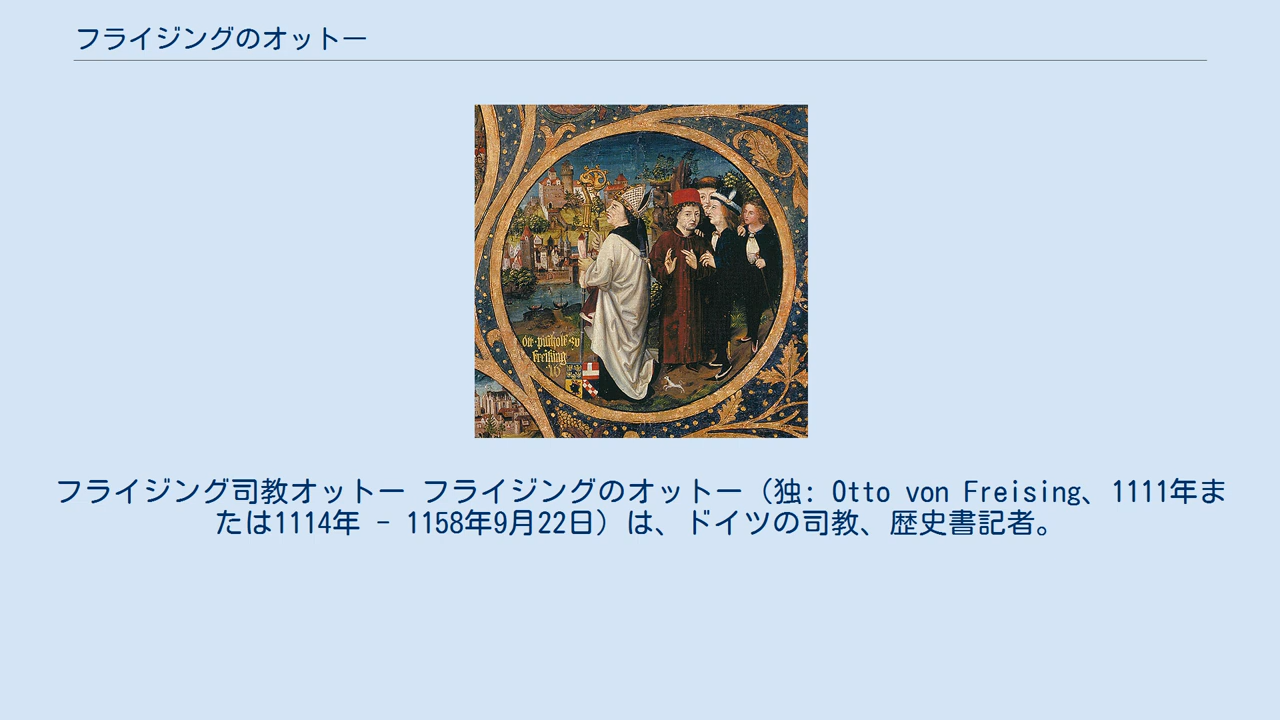 フライジングのオットー
フライジング司教オットー フライジングのオットー（独: Otto von Freising、1111年ま
たは1114年 - 1158年9月22日）は、ドイツの司教、歴史書記者。
Freising